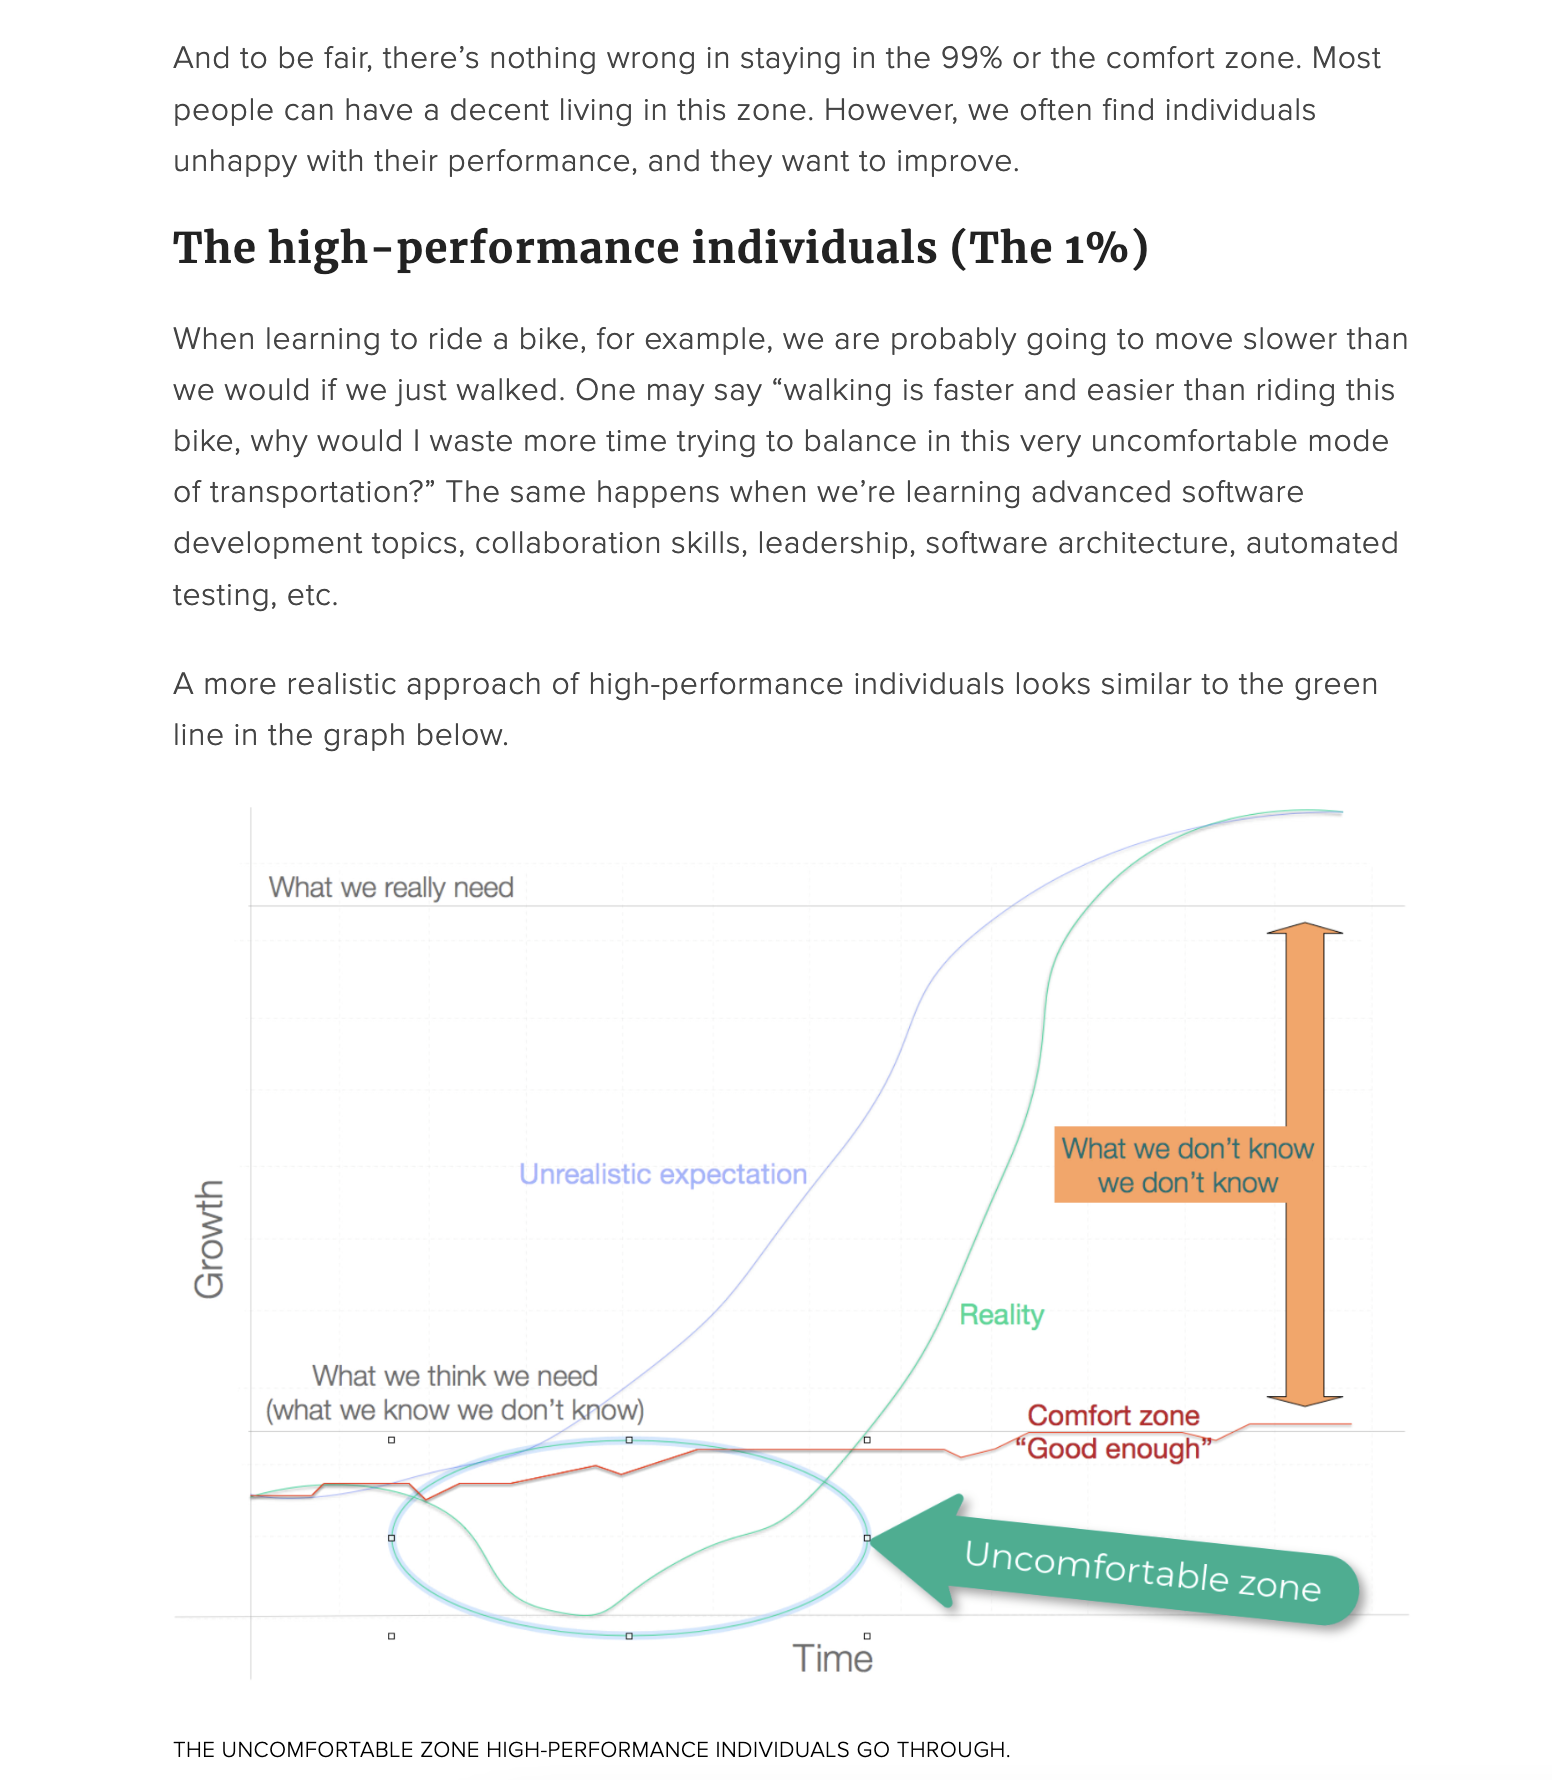 And to be fair, there’s nothing wrong in staying in the 99% or the comfort zone. Most
people can have a decent living in this zone. However, we often find individuals
unhappy with their performance, and they want to improve.
The high-performance individuals (The 1%)
When learning to ride a bike, for example, we are probably going to move slower than
we would if we just walked. One may say “walking is faster and easier than riding this
bike, why would I waste more time trying to balance in this very uncomfortable mode
of transportation?” The same happens when we’re learning advanced software
development topics, collaboration skills, leadership, software architecture, automated
testing, etc.
A more realistic approach of high-performance individuals looks similar to the green
line in the graph below.
What we really need
What we don’t know
we don’t know
Unrealistic expectation
Growth
Reality
What we think we need
(what we know we don’t know)
Comfort zone
“Good enough”
Uncomfortable zone
Time
THE UNCOMFORTABLE ZONE HIGH-PERFORMANCE INDIVIDUALS GO THROUGH.